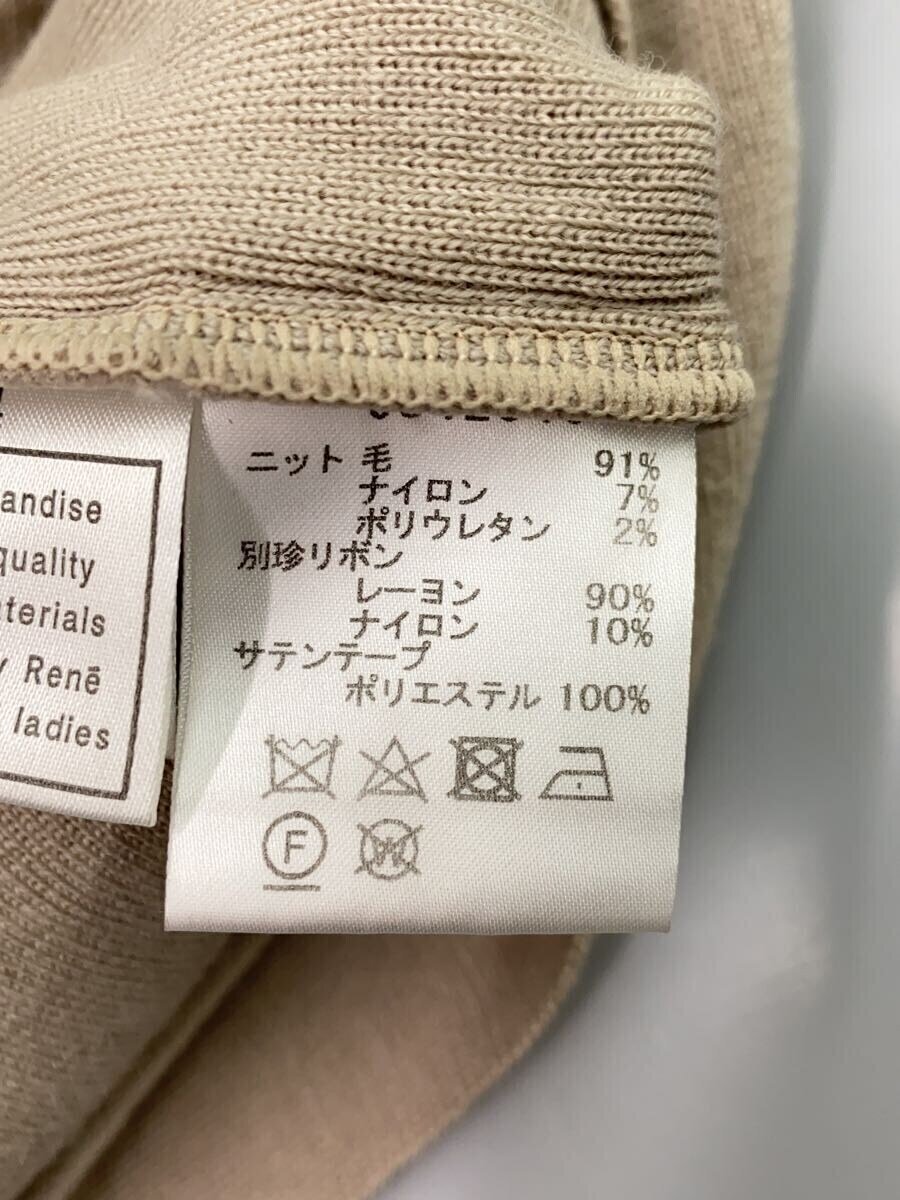 andise
quality
aterials
René
ladies
ニット 毛 91%
ナイロン 7%
ポリウレタン 2%
別珍リボン
レーヨン 90%
ナイロン 10%
サテンテープ
ポリエステル 100%
F
W